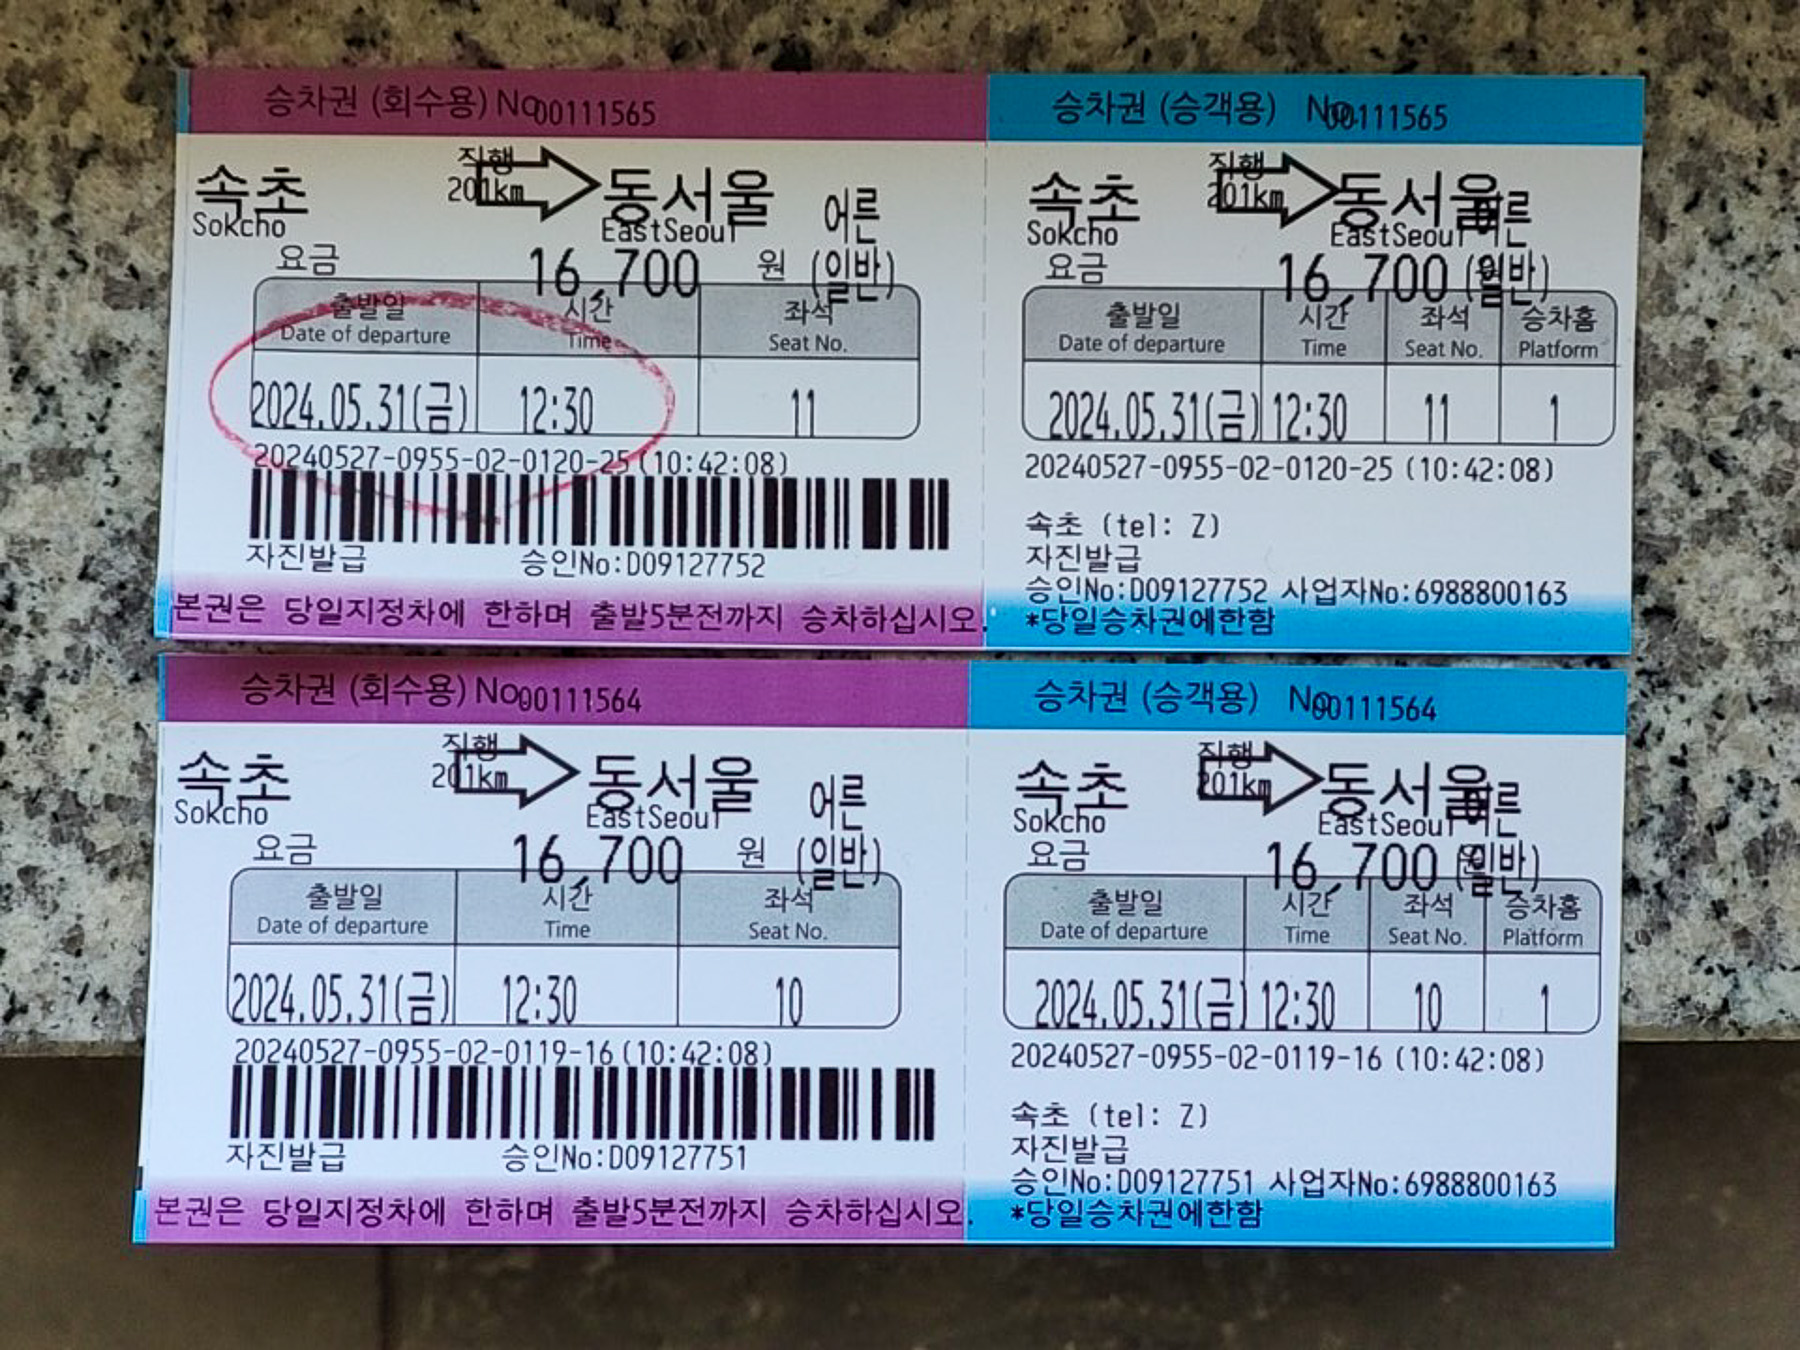 승차권 (회수용) No00111565
직행
속초 201km 동서울 어른
Sokcho EastSeoul
요금 16,700 원 (일반)
출발일 시간 좌석
Date of departure Time Seat No.
2024.05.31(금) 12:30 11
20240527-0955-02-0120-25 (10:42:08)
자진발급 승인No:D09127752
본권은 당일지정차에 한하며 출발5분전까지 승차하십시오.
승차권 (승객용) No00111565
직행
속초 201km 동서울 어른
Sokcho EastSeoul
요금 16,700 원 (일반)
출발일 시간 좌석 승차홈
Date of departure Time Seat No. Platform
2024.05.31(금) 12:30 11 1
20240527-0955-02-0120-25 (10:42:08)
속초 (tel: Z)
자진발급
승인No:D09127752 사업자No:6988800163
*당일승차권에한함
승차권 (회수용) No00111564
직행
속초 201km 동서울 어른
Sokcho EastSeoul
요금 16,700 원 (일반)
출발일 시간 좌석
Date of departure Time Seat No.
2024.05.31(금) 12:30 10
20240527-0955-02-0119-16 (10:42:08)
자진발급 승인No:D09127751
본권은 당일지정차에 한하며 출발5분전까지 승차하십시오.
승차권 (승객용) No00111564
직행
속초 201km 동서울 어른
Sokcho EastSeoul
요금 16,700 원 (일반)
출발일 시간 좌석 승차홈
Date of departure Time Seat No. Platform
2024.05.31(금) 12:30 10 1
20240527-0955-02-0119-16 (10:42:08)
속초 (tel: Z)
자진발급
승인No:D09127751 사업자No:6988800163
*당일승차권에한함